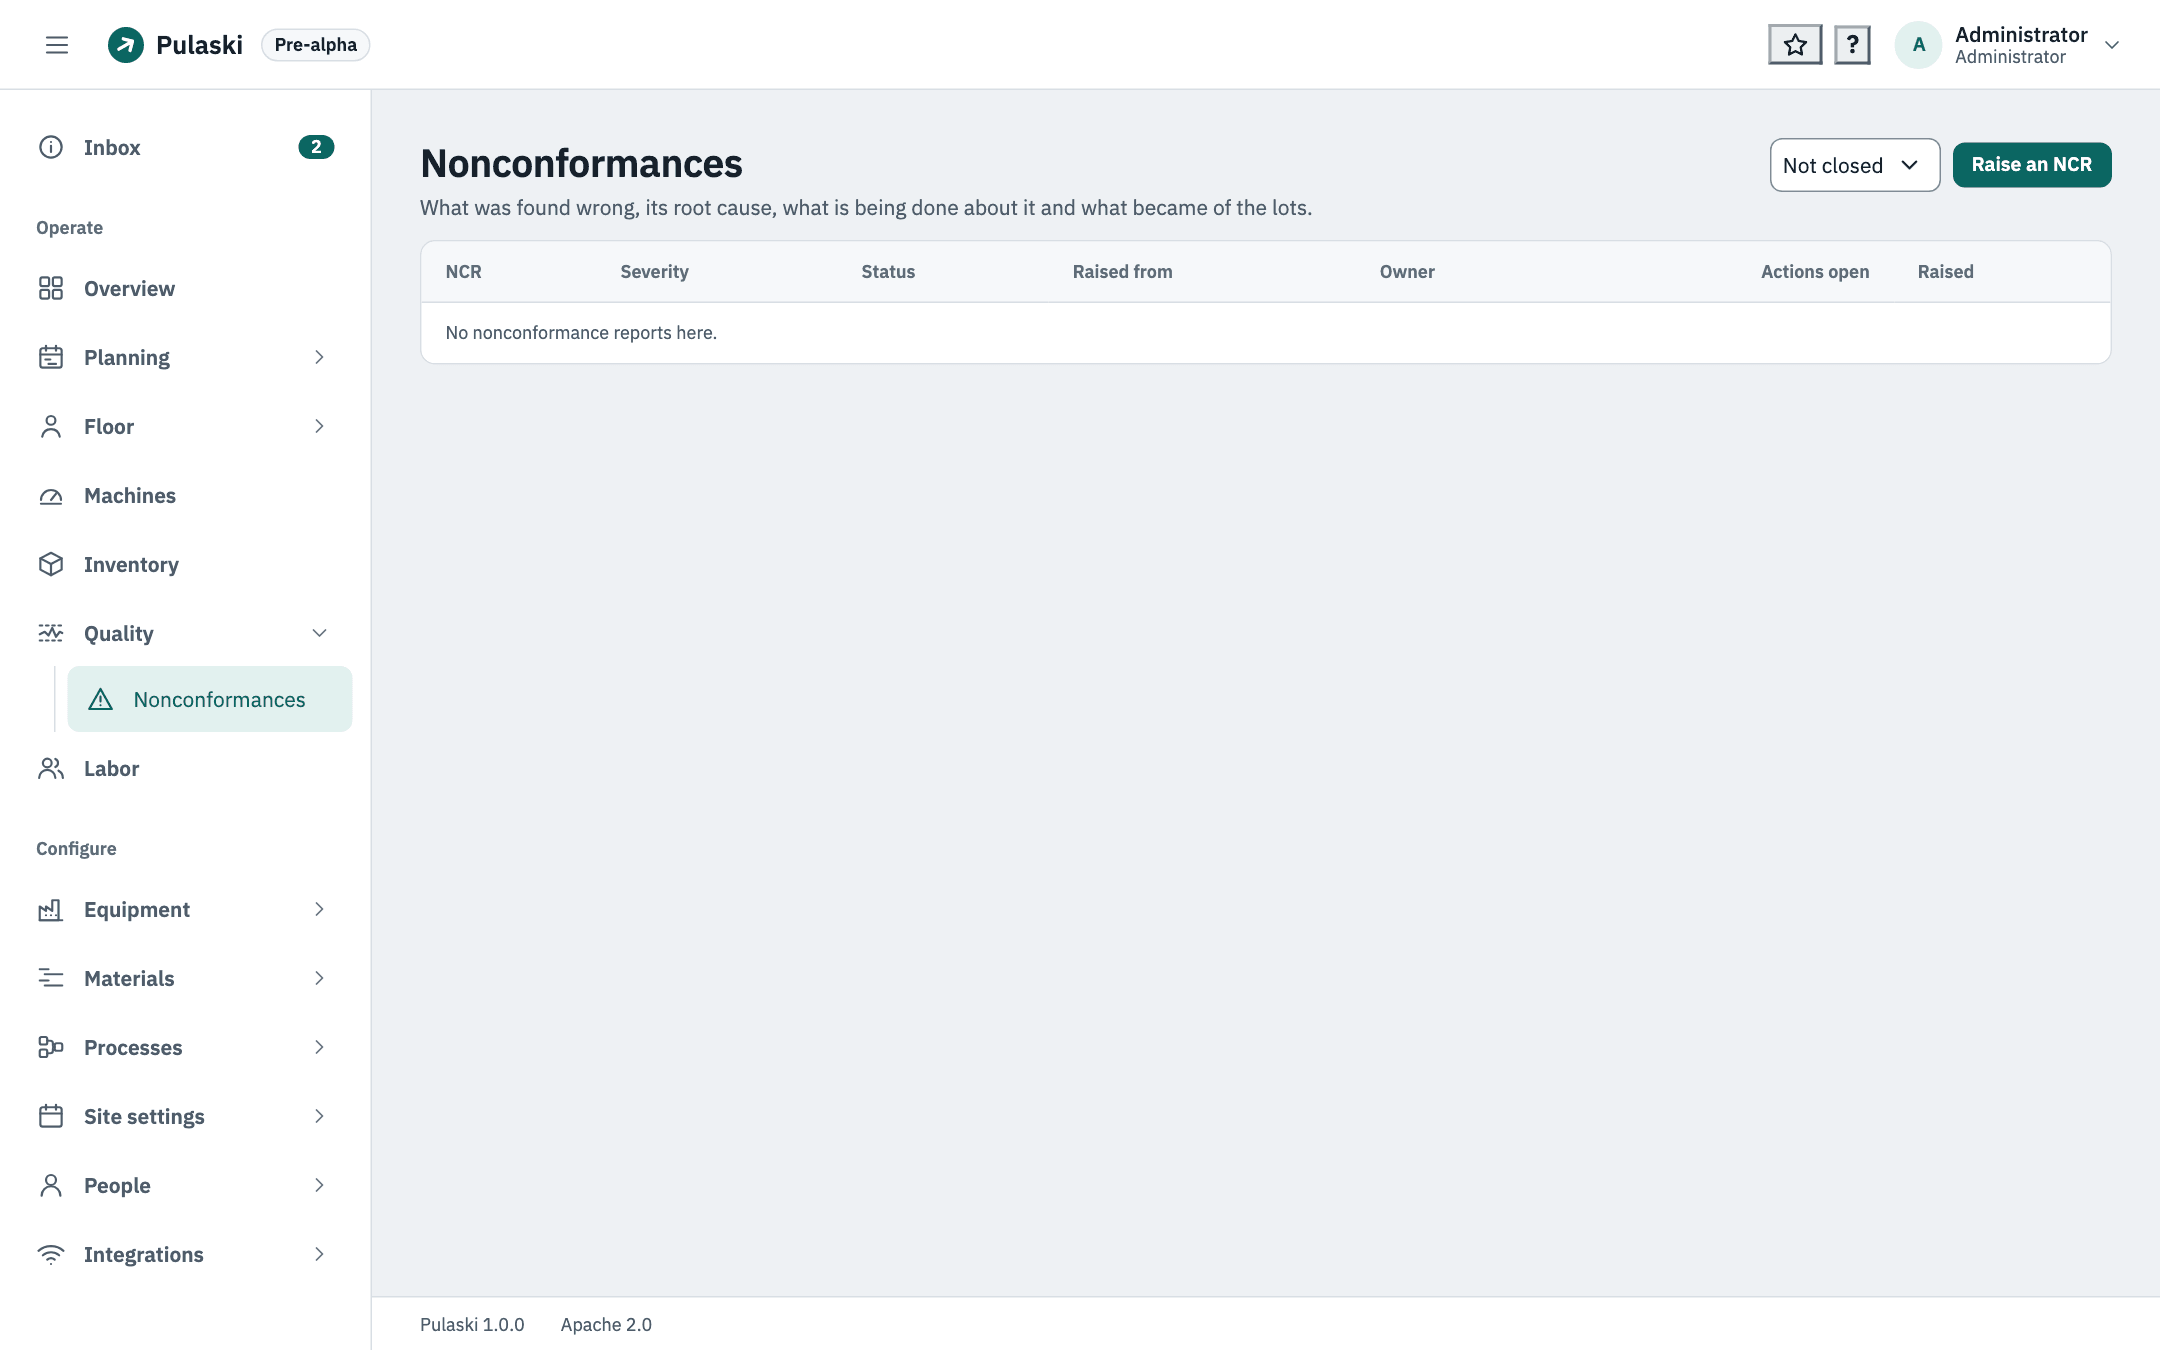 Pulaski
Pre-alpha
?
A
Administrator
Administrator
Inbox
2
Operate
Overview
Planning
Floor
Machines
Inventory
Quality
Nonconformances
Labor
Configure
Equipment
Materials
Processes
Site settings
People
Integrations
Nonconformances
Not closed
Raise an NCR
What was found wrong, its root cause, what is being done about it and what became of the lots.
NCR Severity Status Raised from Owner Actions open Raised
No nonconformance reports here.
Pulaski 1.0.0 Apache 2.0